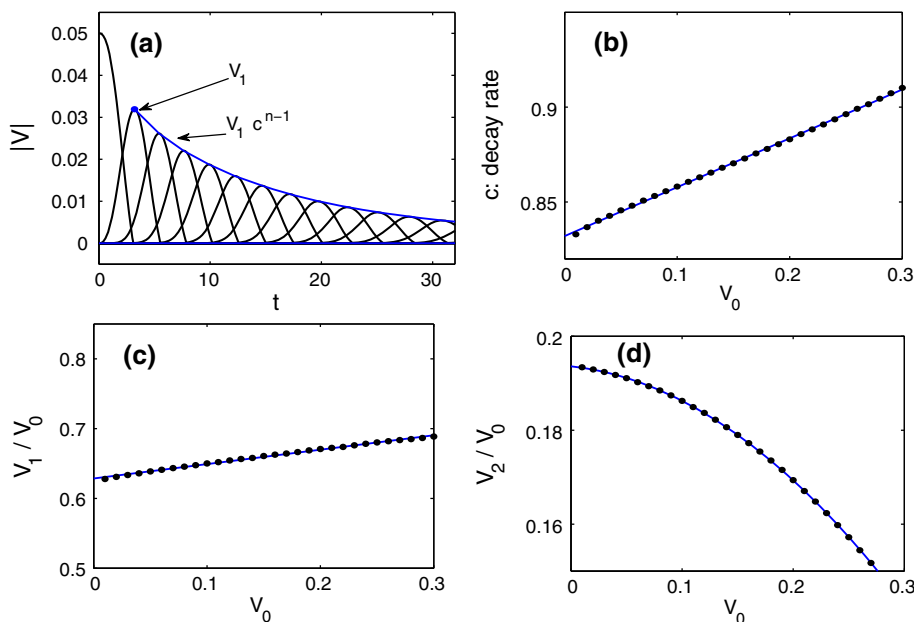 (a)
|V|
0.05
0.04
0.03
0.02
0.01
0
V1
V1 c^n−1
0 10 20 30
t
(b)
c: decay rate
0.9
0.85
0 0.1 0.2 0.3
V0
(c)
V1 / V0
0.8
0.7
0.6
0.5
0 0.1 0.2 0.3
V0
(d)
V2 / V0
0.2
0.18
0.16
0 0.1 0.2 0.3
V0